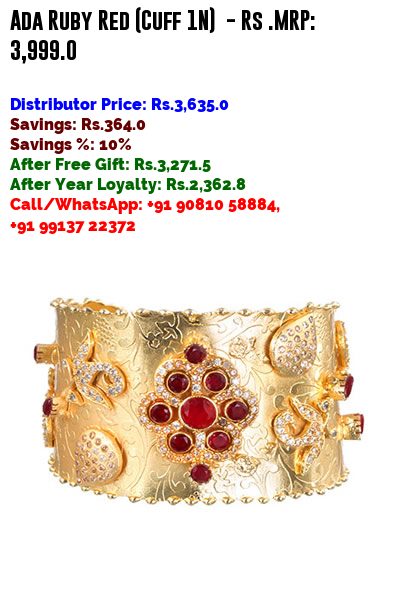 Ada Ruby Red (Cuff 1N) - Rs .MRP:
3,999.0
Distributor Price: Rs.3,635.0
Savings: Rs.364.0
Savings %: 10%
After Free Gift: Rs.3,271.5
After Year Loyalty: Rs.2,362.8
Call/WhatsApp: +91 90810 58884,
+91 99137 22372